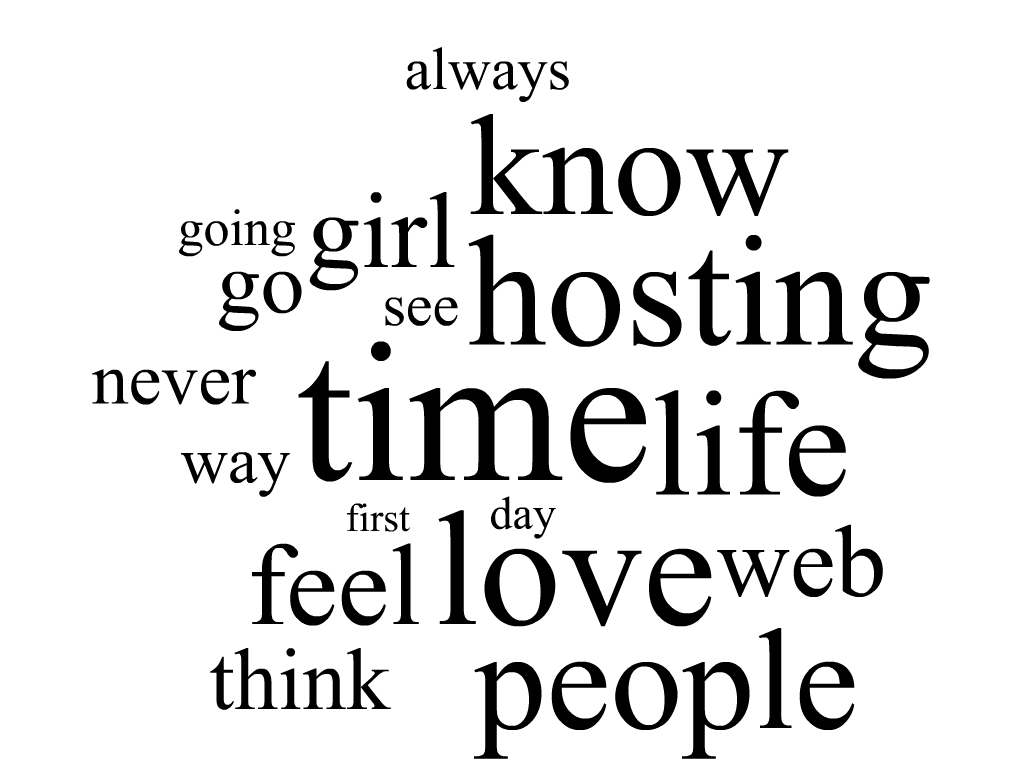 always
know
going girl
go see hosting
never time life
way
first day
feel love web
think people